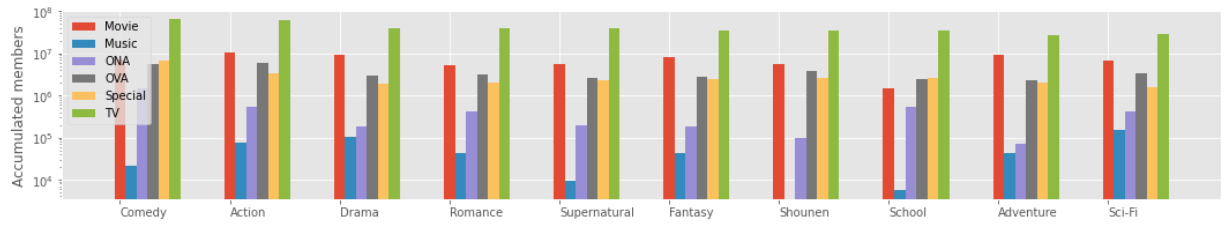 Accumulated members
10^8
10^7
10^6
10^5
10^4
Movie
Music
ONA
OVA
Special
TV
Comedy Action Drama Romance Supernatural Fantasy Shounen School Adventure Sci-Fi